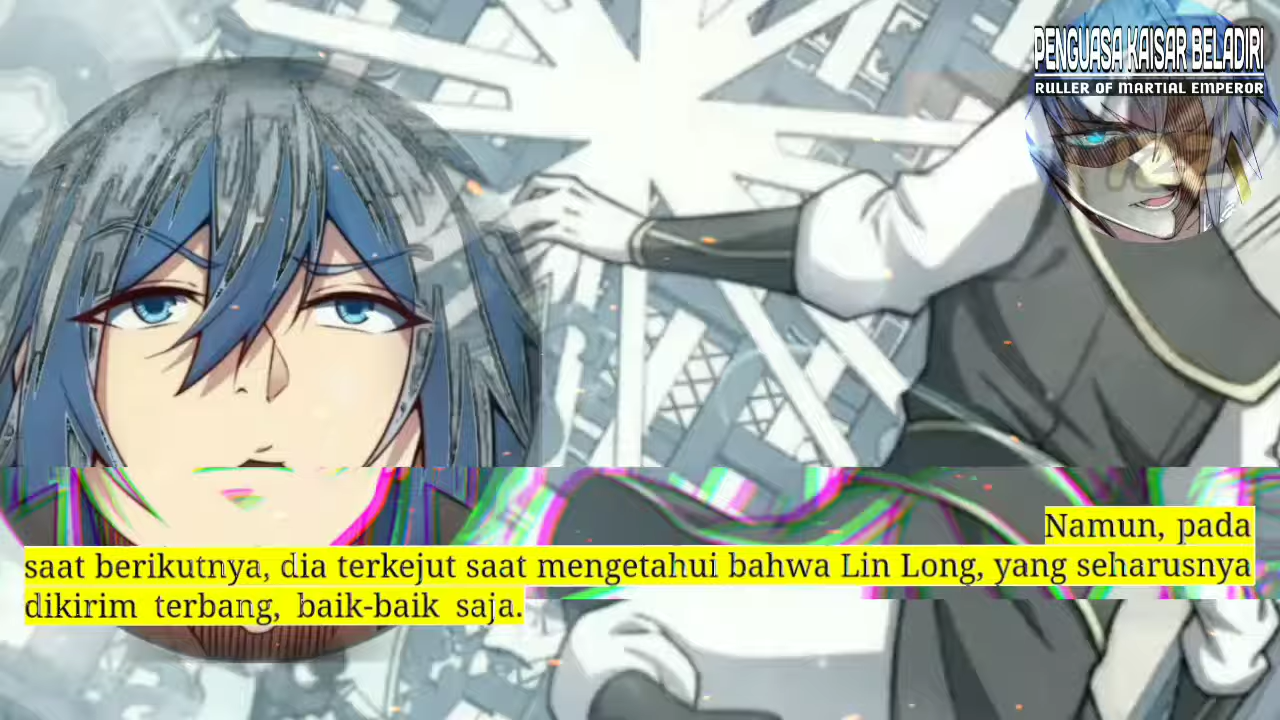 PENGUASA KAISAR BELADIRI
RULLER OF MARTIAL EMPEROR
Namun, pada
saat berikutnya, dia terkejut saat mengetahui bahwa Lin Long, yang seharusnya
dikirim terbang, baik-baik saja.